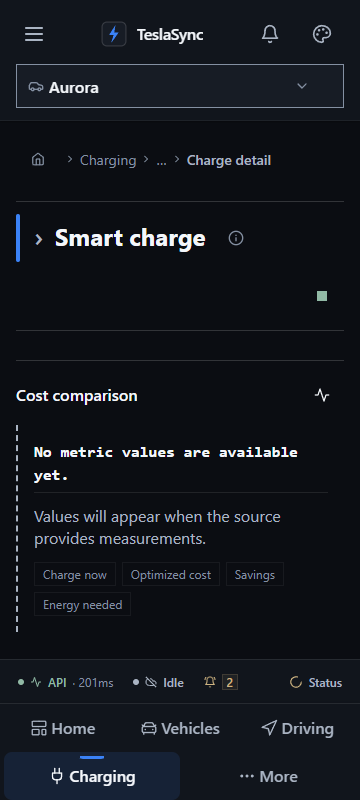 TeslaSync
Aurora
Charging
...
Charge detail
Smart charge
Cost comparison
No metric values are available
yet.
Values will appear when the source
provides measurements.
Charge now
Optimized cost
Savings
Energy needed
API · 201ms
Idle
2
Status
Home
Vehicles
Driving
Charging
More